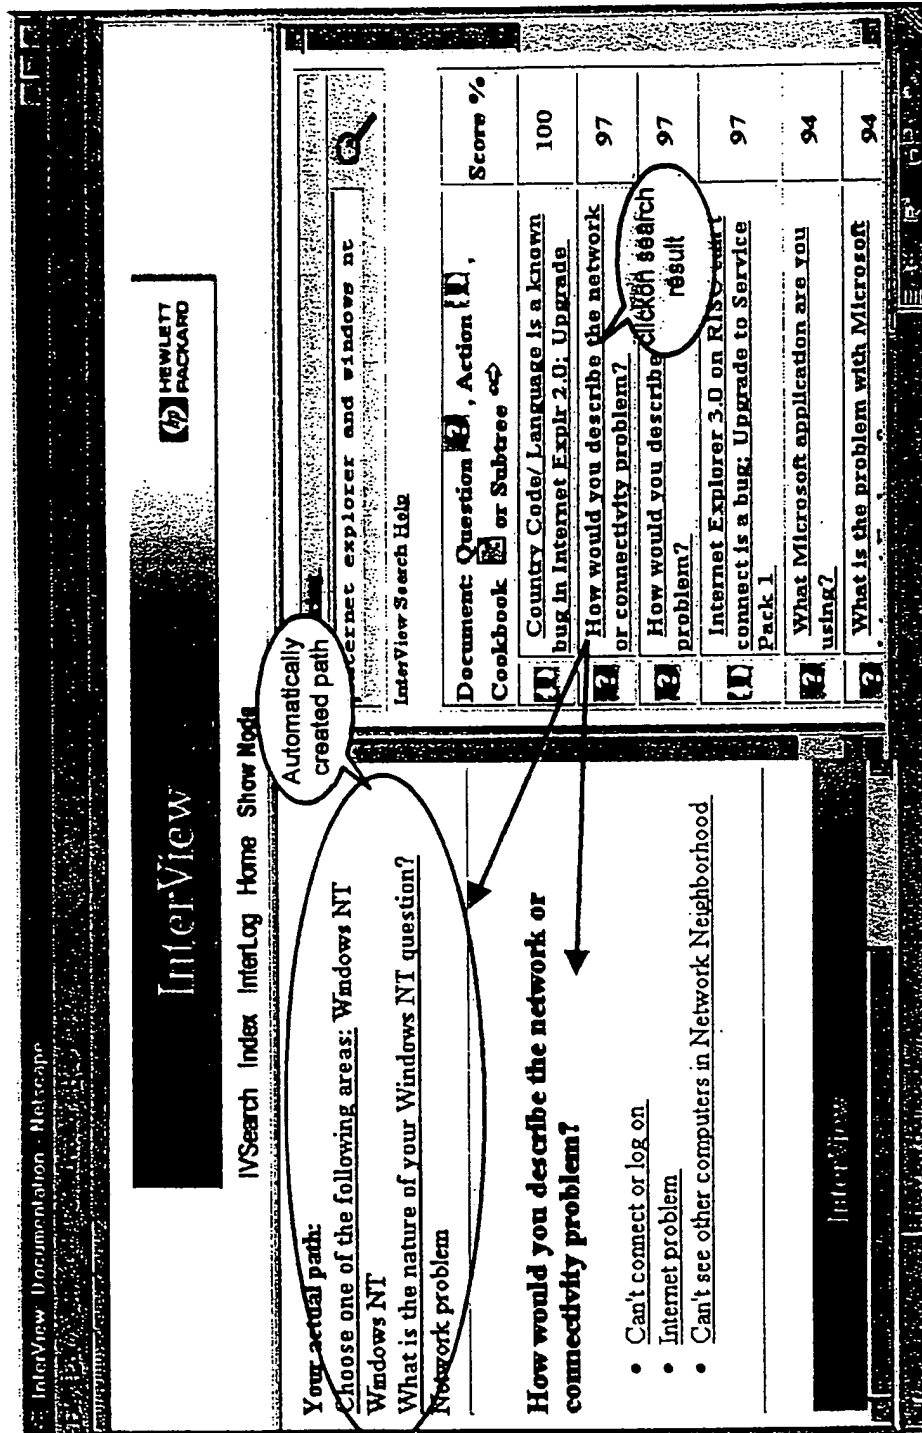 InterView Documentation - Netscape
InterView
hp HEWLETT
PACKARD
IVSearch Index InterLog Home Show Node
Automatically
created path
Your actual path:
Choose one of the following areas: Windows NT
Windows NT
What is the nature of your Windows NT question?
Network problem
How would you describe the network or
connectivity problem?
• Can't connect or log on
• Internet problem
• Can't see other computers in Network Neighborhood
InterView
explorer and windows nt
InterView Search Help
Document: Question ?, Action
Cookbook or Subtree
Score %
Country Code/ Language is a known
bug in Internet Explr 2.0; Upgrade
100
How would you describe the network
or connectivity problem?
97
How would you describe
problem?
97
click on search
result
Internet Explorer 3.0 on RISC can't
connect is a bug; Upgrade to Service
Pack 1
97
What Microsoft application are you
using?
94
What is the problem with Microsoft
94